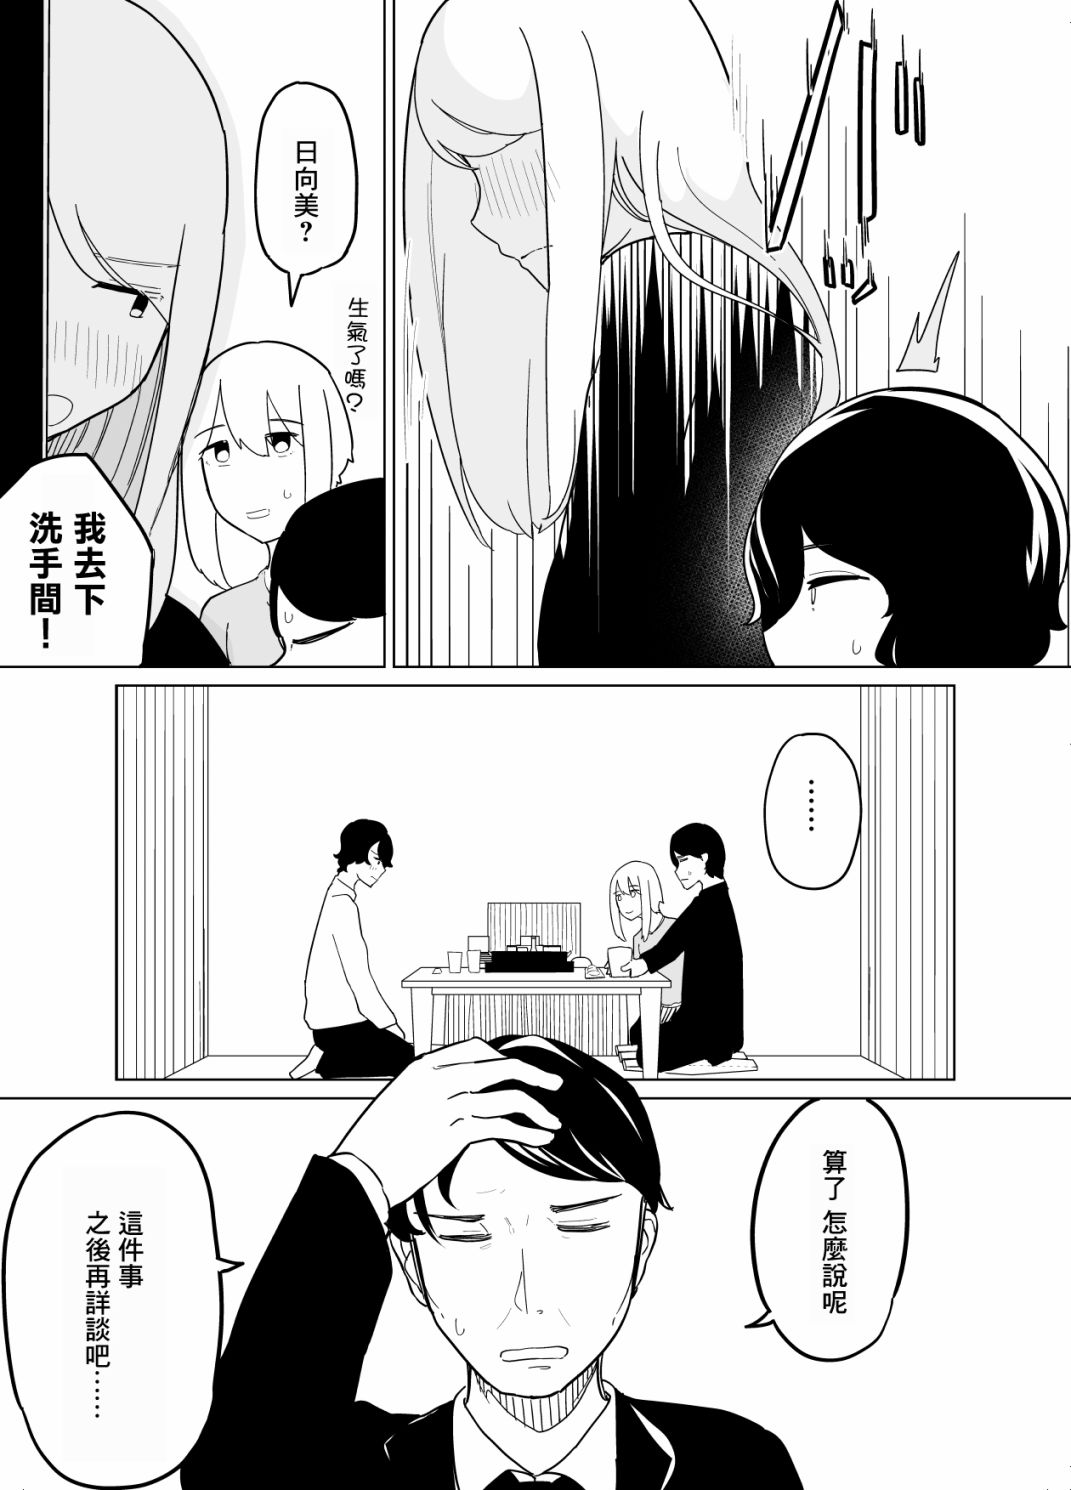 日向美？
生氣了嗎？
我去下
洗手間！
……
算了 怎麼說呢
這件事
之後再詳談吧……